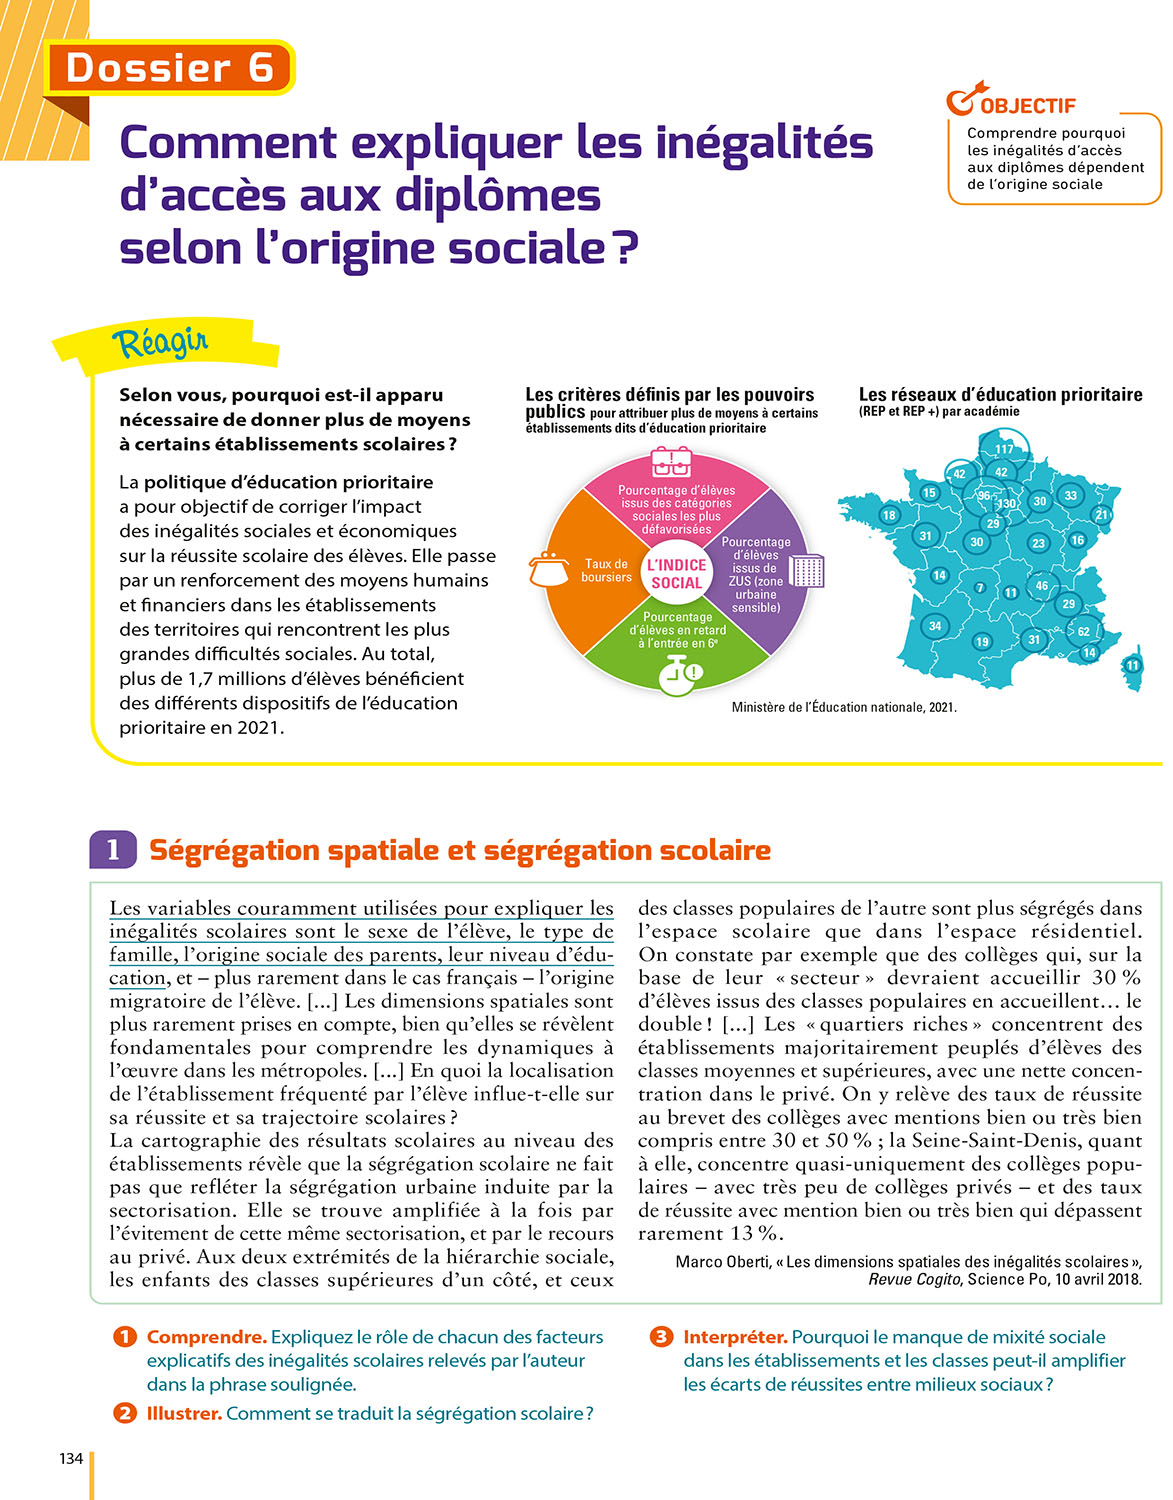 Dossier 6
Comment expliquer les inégalités
d’accès aux diplômes
selon l’origine sociale ?
OBJECTIF
Comprendre pourquoi
les inégalités d’accès
aux diplômes dépendent
de l’origine sociale
Réagir
Selon vous, pourquoi est-il apparu
nécessaire de donner plus de moyens
à certains établissements scolaires ?
La politique d’éducation prioritaire
a pour objectif de corriger l’impact
des inégalités sociales et économiques
sur la réussite scolaire des élèves. Elle passe
par un renforcement des moyens humains
et financiers dans les établissements
des territoires qui rencontrent les plus
grandes difficultés sociales. Au total,
plus de 1,7 millions d’élèves bénéficient
des différents dispositifs de l’éducation
prioritaire en 2021.
Les critères définis par les pouvoirs
publics pour attribuer plus de moyens à certains
établissements dits d’éducation prioritaire
Pourcentage d’élèves
issus des catégories
sociales les plus
défavorisées
Pourcentage
d’élèves
issus de
ZUS (zone
urbaine
sensible)
Taux de
boursiers
L’INDICE
SOCIAL
Pourcentage
d’élèves en retard
à l’entrée en 6e
Les réseaux d’éducation prioritaire
(REP et REP +) par académie
117
42
42
15
96
130
30
33
21
18
29
31
30
23
16
14
7
11
46
29
34
19
31
62
14
11
Ministère de l’Éducation nationale, 2021.
1 Ségrégation spatiale et ségrégation scolaire
Les variables couramment utilisées pour expliquer les
inégalités scolaires sont le sexe de l’élève, le type de
famille, l’origine sociale des parents, leur niveau d’édu-
cation, et – plus rarement dans le cas français – l’origine
migratoire de l’élève. [...] Les dimensions spatiales sont
plus rarement prises en compte, bien qu’elles se révèlent
fondamentales pour comprendre les dynamiques à
l’œuvre dans les métropoles. [...] En quoi la localisation
de l’établissement fréquenté par l’élève influe-t-elle sur
sa réussite et sa trajectoire scolaires ?
La cartographie des résultats scolaires au niveau des
établissements révèle que la ségrégation scolaire ne fait
pas que refléter la ségrégation urbaine induite par la
sectorisation. Elle se trouve amplifiée à la fois par
l’évitement de cette même sectorisation, et par le recours
au privé. Aux deux extrémités de la hiérarchie sociale,
les enfants des classes supérieures d’un côté, et ceux
des classes populaires de l’autre sont plus ségrégés dans
l’espace scolaire que dans l’espace résidentiel.
On constate par exemple que des collèges qui, sur la
base de leur « secteur » devraient accueillir 30 %
d’élèves issus des classes populaires en accueillent… le
double ! [...] Les « quartiers riches » concentrent des
établissements majoritairement peuplés d’élèves des
classes moyennes et supérieures, avec une nette concen-
tration dans le privé. On y relève des taux de réussite
au brevet des collèges avec mentions bien ou très bien
compris entre 30 et 50 % ; la Seine-Saint-Denis, quant
à elle, concentre quasi-uniquement des collèges popu-
laires – avec très peu de collèges privés – et des taux
de réussite avec mention bien ou très bien qui dépassent
rarement 13 %.
Marco Oberti, « Les dimensions spatiales des inégalités scolaires »,
Revue Cogito, Science Po, 10 avril 2018.
1 Comprendre. Expliquez le rôle de chacun des facteurs
explicatifs des inégalités scolaires relevés par l’auteur
dans la phrase soulignée.
2 Illustrer. Comment se traduit la ségrégation scolaire ?
3 Interpréter. Pourquoi le manque de mixité sociale
dans les établissements et les classes peut-il amplifier
les écarts de réussites entre milieux sociaux ?
134